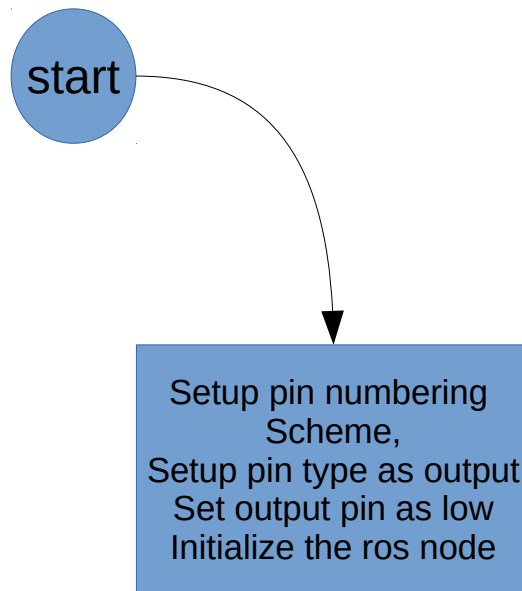 start
Setup pin numbering
Scheme,
Setup pin type as output
Set output pin as low
Initialize the ros node